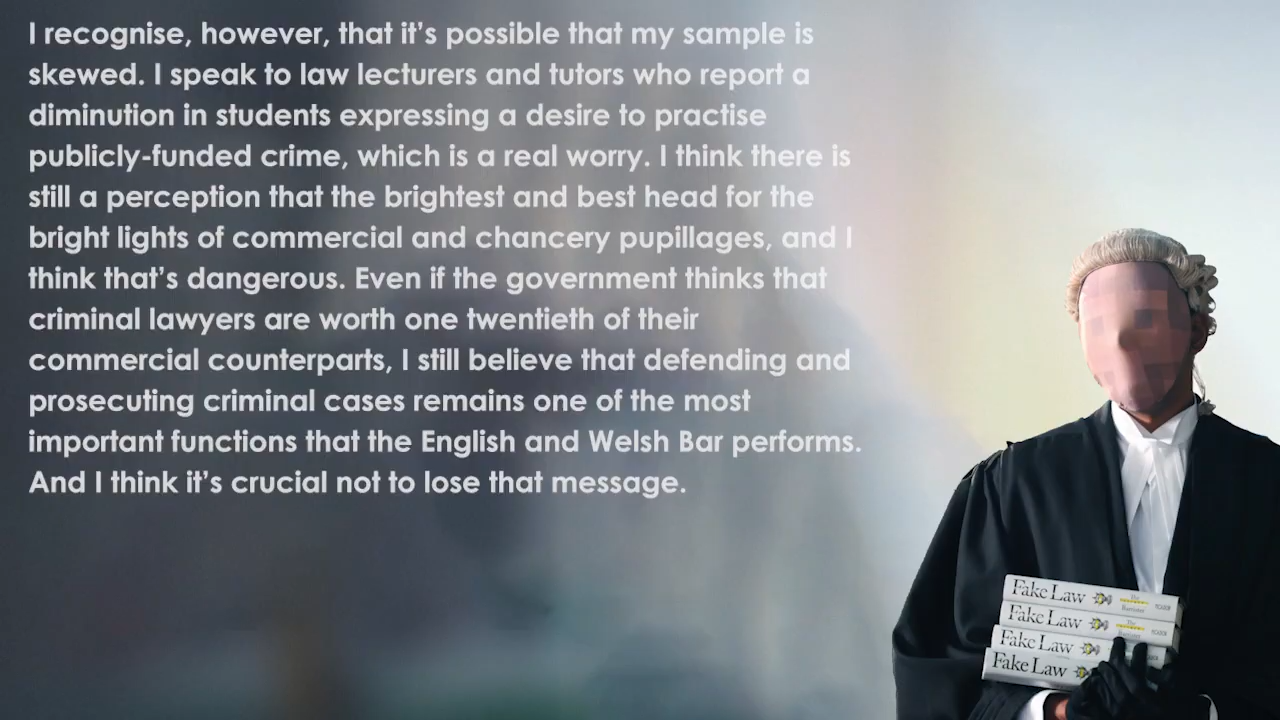 I recognise, however, that it’s possible that my sample is
skewed. I speak to law lecturers and tutors who report a
diminution in students expressing a desire to practise
publicly-funded crime, which is a real worry. I think there is
still a perception that the brightest and best head for the
bright lights of commercial and chancery pupillages, and I
think that’s dangerous. Even if the government thinks that
criminal lawyers are worth one twentieth of their
commercial counterparts, I still believe that defending and
prosecuting criminal cases remains one of the most
important functions that the English and Welsh Bar performs.
And I think it’s crucial not to lose that message.
Fake Law The
Fake Law The
Fake Law
Fake Law